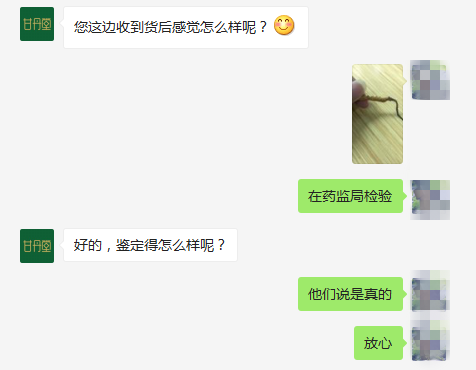 甘丹堂
您这边收到货后感觉怎么样呢？
在药监局检验
甘丹堂
好的，鉴定得怎么样呢？
他们说是真的
放心